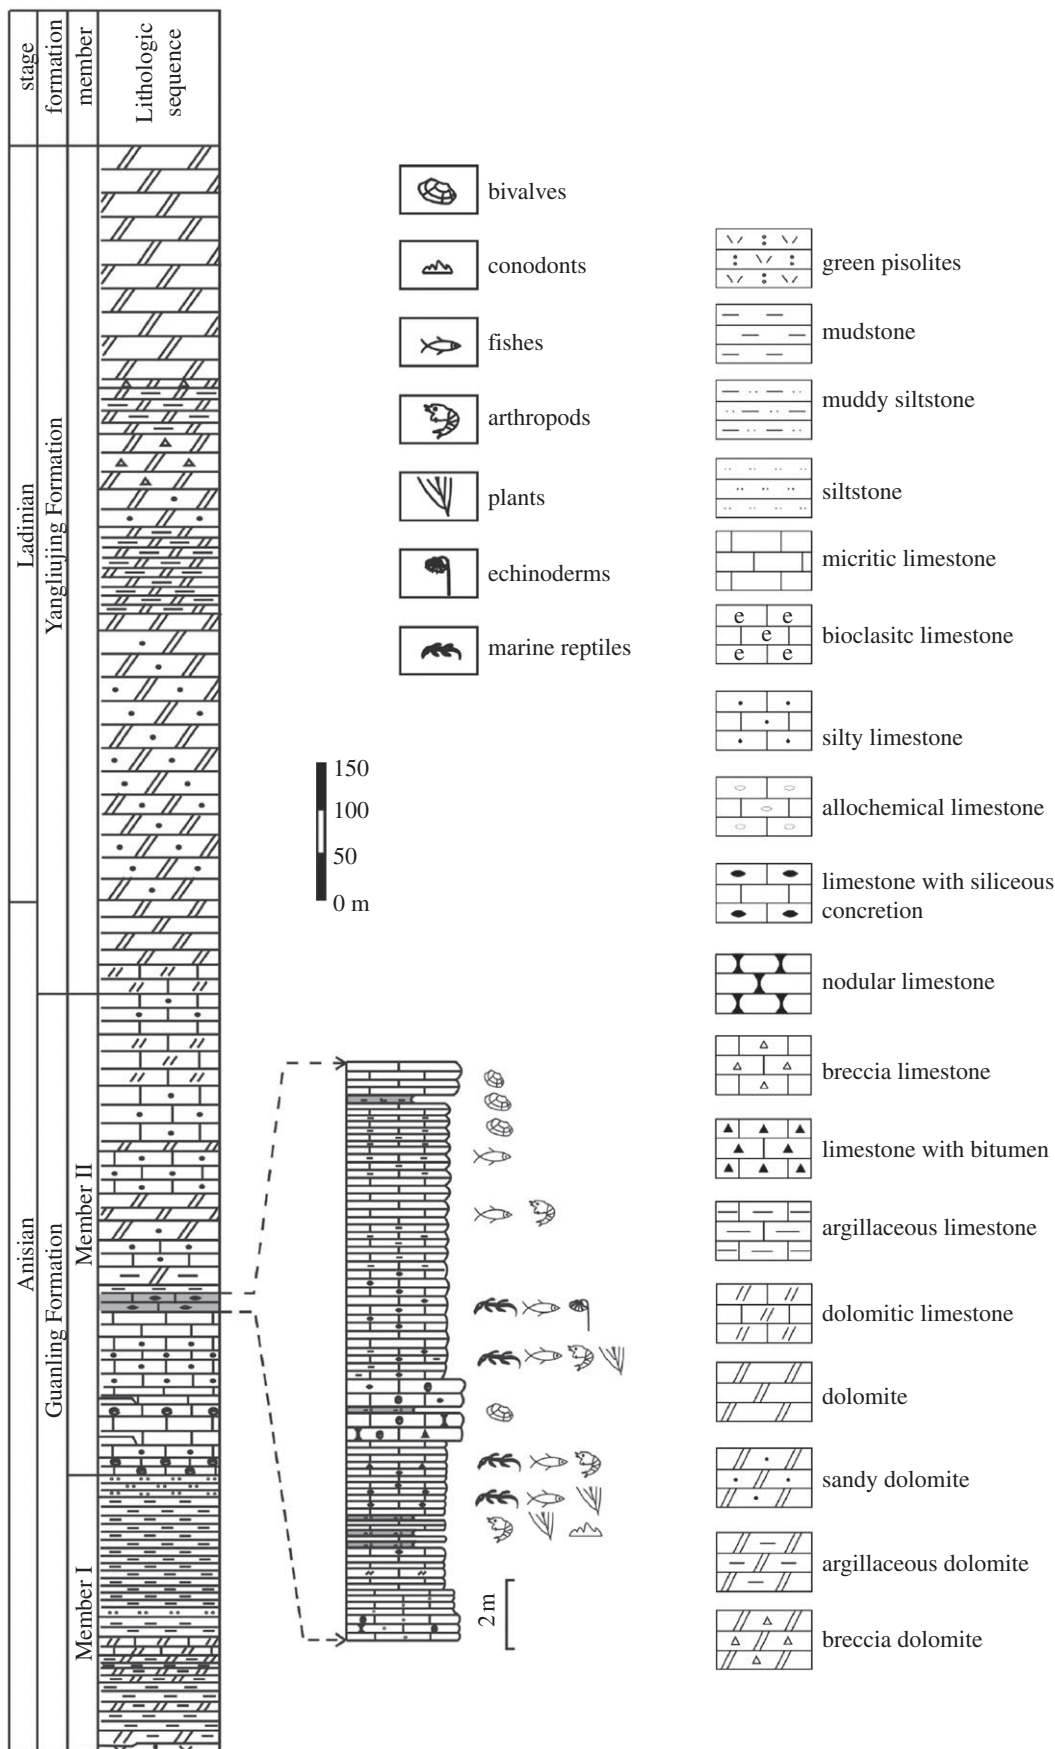 stage
formation
member
Lithologic
sequence
Ladinian
Anisian
Yangliujing Formation
Guanling Formation
Member II
Member I
bivalves
conodonts
fishes
arthropods
plants
echinoderms
marine reptiles
150
100
50
0 m
2 m
green pisolites
mudstone
muddy siltstone
siltstone
micritic limestone
e e
e
e e
bioclasitc limestone
silty limestone
allochemical limestone
limestone with siliceous
concretion
nodular limestone
breccia limestone
limestone with bitumen
argillaceous limestone
dolomitic limestone
dolomite
sandy dolomite
argillaceous dolomite
breccia dolomite